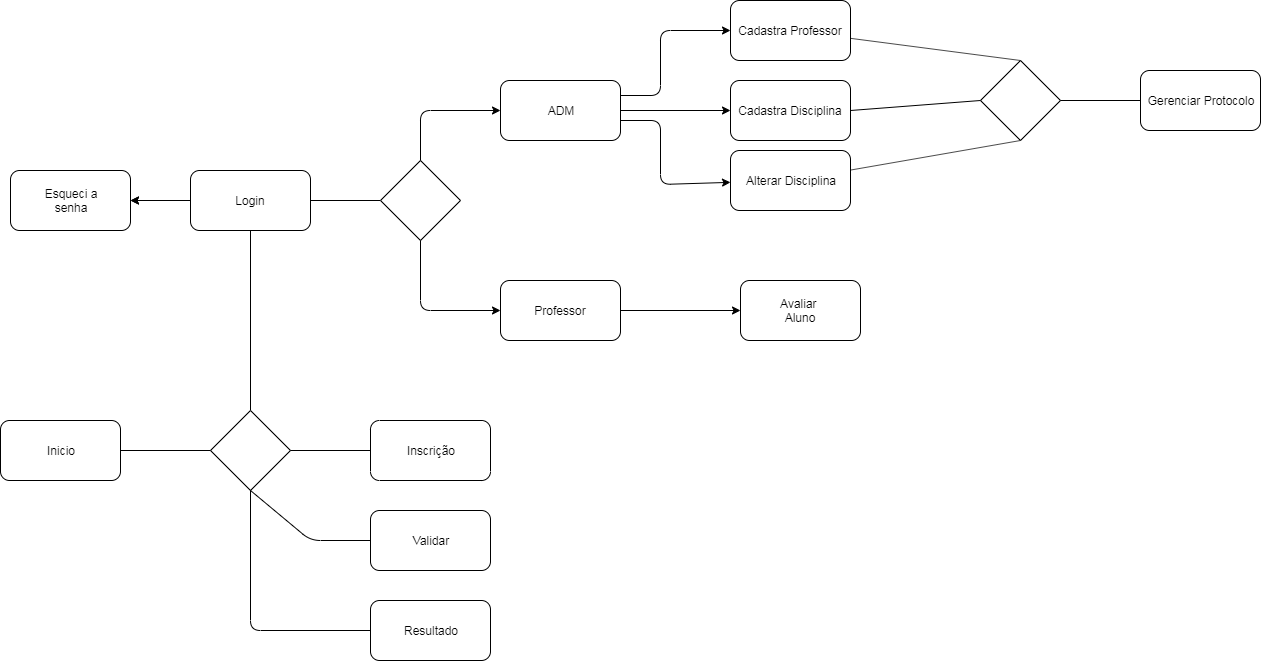 Cadastra Professor
ADM
Cadastra Disciplina
Gerenciar Protocolo
Alterar Disciplina
Esqueci a
senha
Login
Professor
Avaliar
Aluno
Inicio
Inscrição
Validar
Resultado